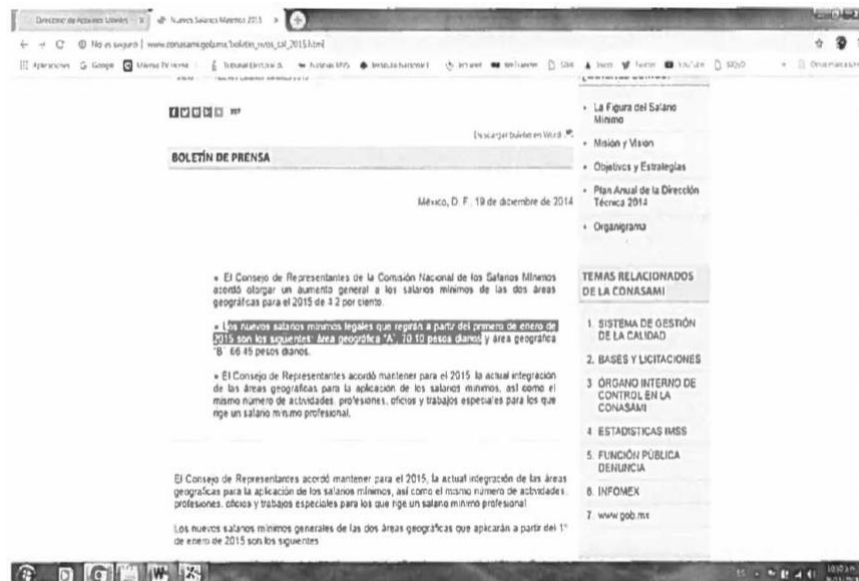 Nuevos Salarios Mínimos 2015
No es seguro | www.conasami.gob.mx/boletin_nvos_sal_2015.html
Aplicaciones
Google
Twitter
YouTube
BOLETÍN DE PRENSA
México, D. F., 19 de diciembre de 2014
• El Consejo de Representantes de la Comisión Nacional de los Salarios Mínimos
acordó otorgar un aumento general a los salarios mínimos de las dos áreas
geográficas para el 2015 de 4.2 por ciento.
• Los nuevos salarios mínimos legales que regirán a partir del primero de enero de
2015 son los siguientes: área geográfica "A", 70.10 pesos diarios y área geográfica
"B" 66.45 pesos diarios.
• El Consejo de Representantes acordó mantener para el 2015, la actual integración
de las áreas geográficas para la aplicación de los salarios mínimos, así como el
mismo número de actividades, profesiones, oficios y trabajos especiales para los que
rige un salario mínimo profesional.
El Consejo de Representantes acordó mantener para el 2015, la actual integración de las áreas
geográficas para la aplicación de los salarios mínimos, así como el mismo número de actividades,
profesiones, oficios y trabajos especiales para los que rige un salario mínimo profesional
Los nuevos salarios mínimos generales de las dos áreas geográficas que aplicarán a partir del 1°
de enero de 2015 son los siguientes
• La Figura del Salario
Mínimo
• Misión y Visión
• Objetivos y Estrategias
• Plan Anual de la Dirección
Técnica 2014
• Organigrama
TEMAS RELACIONADOS
DE LA CONASAMI
1. SISTEMA DE GESTIÓN
DE LA CALIDAD
2. BASES Y LICITACIONES
3 ÓRGANO INTERNO DE
CONTROL EN LA
CONASAMI
4 ESTADISTICAS IMSS
5. FUNCIÓN PÚBLICA
DENUNCIA
6. INFOMEX
7. www.gob.mx